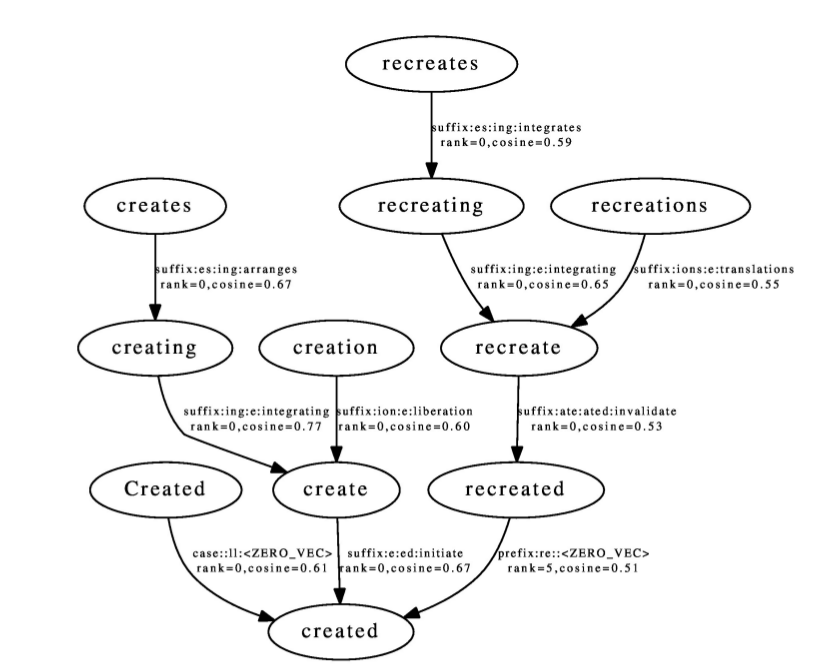 recreates
suffix:es:ing:integrates
rank=0,cosine=0.59
creates
recreating
recreations
suffix:es:ing:arranges
rank=0,cosine=0.67
suffix:ing:e:integrating
rank=0,cosine=0.65
suffix:ions:e:translations
rank=0,cosine=0.55
creating
creation
recreate
suffix:ing:e:integrating
rank=0,cosine=0.77
suffix:ion:e:liberation
rank=0,cosine=0.60
suffix:ate:ated:invalidate
rank=0,cosine=0.53
Created
create
recreated
case::ll:<ZERO_VEC>
rank=0,cosine=0.61
suffix:e:ed:initiate
rank=0,cosine=0.67
prefix:re::<ZERO_VEC>
rank=5,cosine=0.51
created